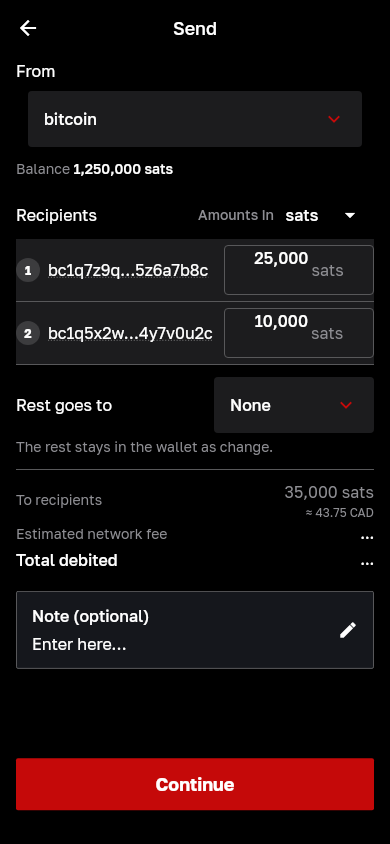 Send
From
bitcoin
Balance 1,250,000 sats
Recipients Amounts In sats
1 bc1q7z9q...5z6a7b8c 25,000 sats
2 bc1q5x2w...4y7v0u2c 10,000 sats
Rest goes to None
The rest stays in the wallet as change.
To recipients 35,000 sats
≈ 43.75 CAD
Estimated network fee ...
Total debited ...
Note (optional)
Enter here...
Continue